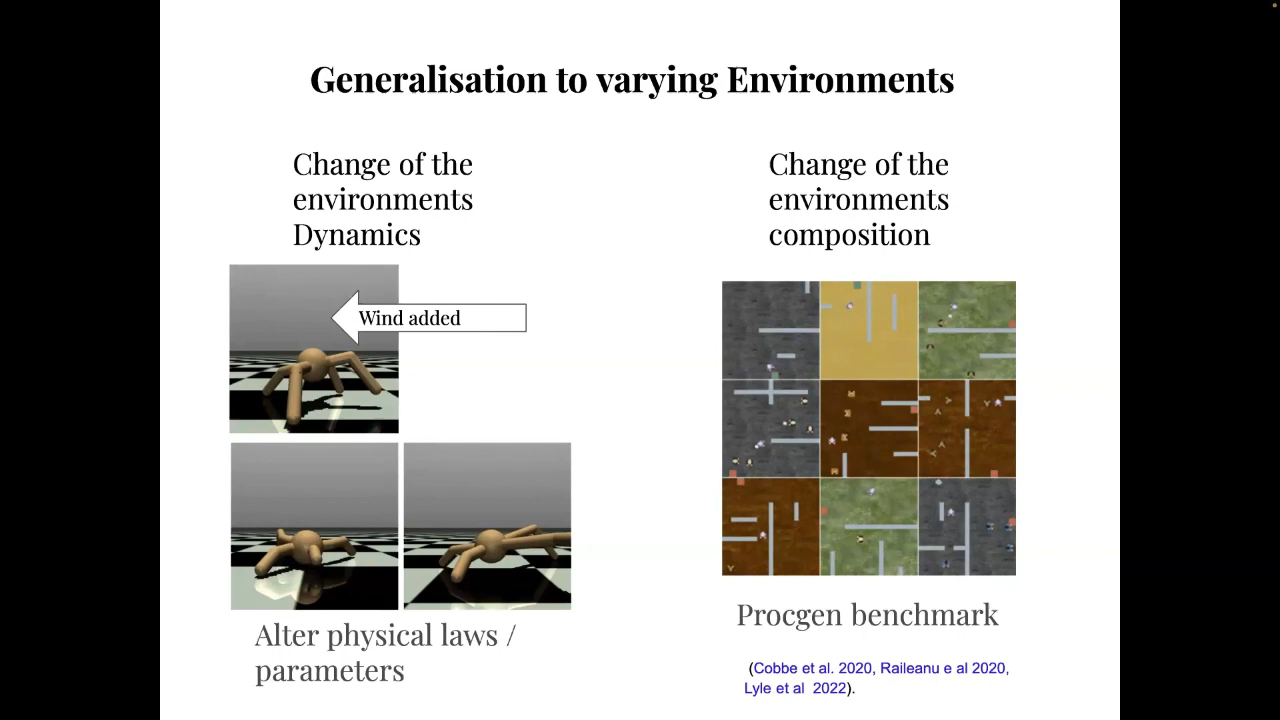 Generalisation to varying Environments
Change of the
environments
Dynamics
Wind added
Alter physical laws /
parameters
Change of the
environments
composition
Procgen benchmark
(Cobbe et al. 2020, Raileanu e al 2020,
Lyle et al  2022).